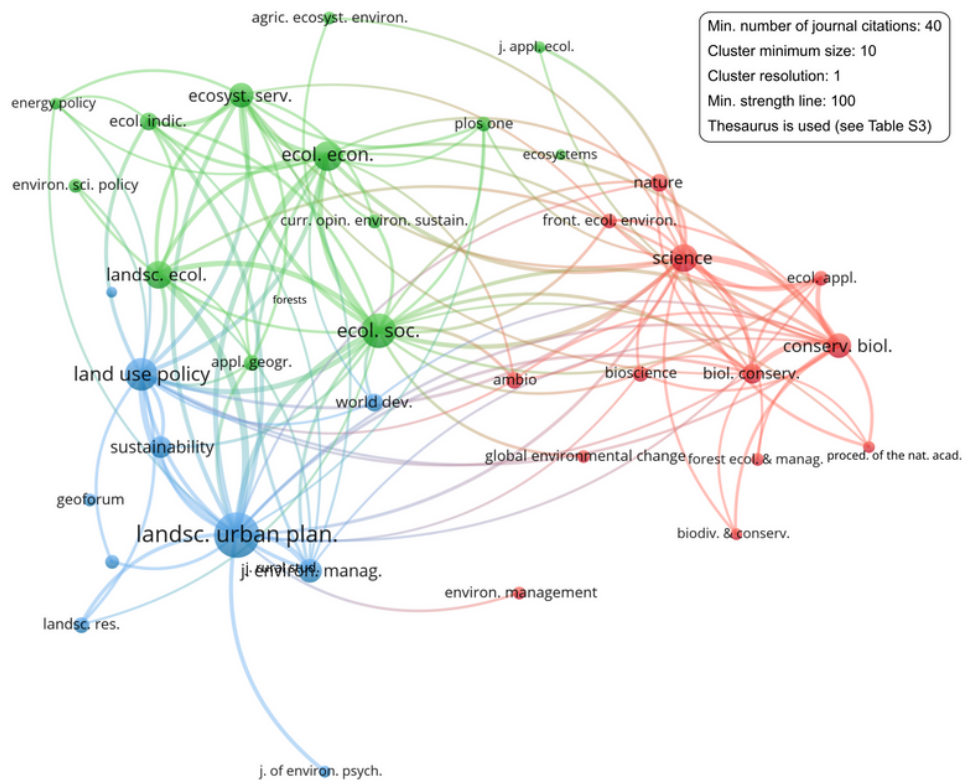 agric. ecosyst. environ.
Min. number of journal citations: 40
Cluster minimum size: 10
Cluster resolution: 1
Min. strength line: 100
Thesaurus is used (see Table S3)
j. appl. ecol.
ecosyst. serv.
energy policy
ecol. indic.
plos one
ecol. econ.
ecosystems
environ. sci. policy
nature
curr. opin. environ. sustain.
front. ecol. environ.
science
landsc. ecol.
ecol. appl.
forests
ecol. soc.
conserv. biol.
appl. geogr.
land use policy
ambio
bioscience
biol. conserv.
world dev.
sustainability
global environmental change
forest ecol. & manag.
proced. of the nat. acad.
geoforum
landsc. urban plan.
biodiv. & conserv.
j. rural stud.
j. environ. manag.
environ. management
landsc. res.
j. of environ. psych.